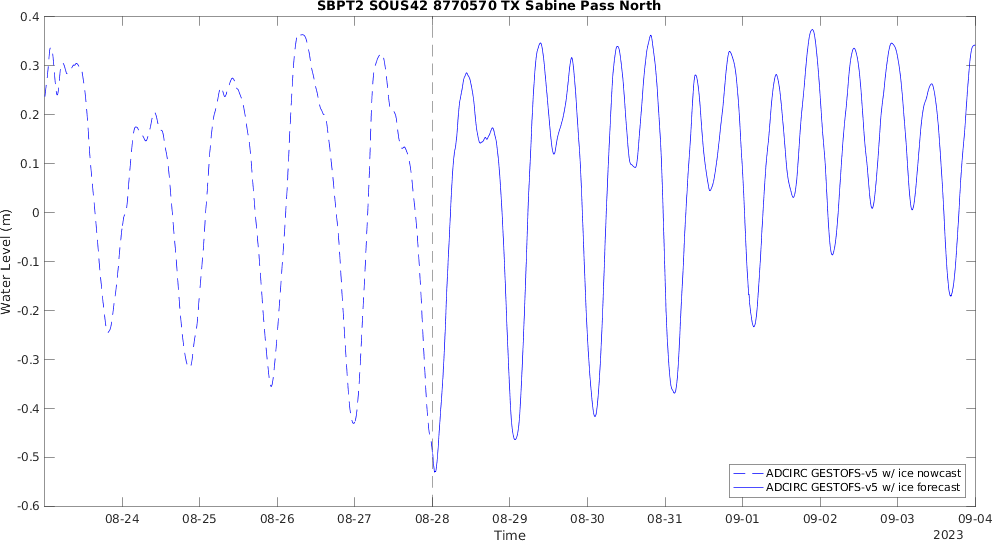 SBPT2 SOUS42 8770570 TX Sabine Pass North
Water Level (m)
0.4
0.3
0.2
0.1
0
-0.1
-0.2
-0.3
-0.4
-0.5
-0.6
ADCIRC GESTOFS-v5 w/ ice nowcast
ADCIRC GESTOFS-v5 w/ ice forecast
08-24 08-25 08-26 08-27 08-28 08-29 08-30 08-31 09-01 09-02 09-03 09-04
Time
2023